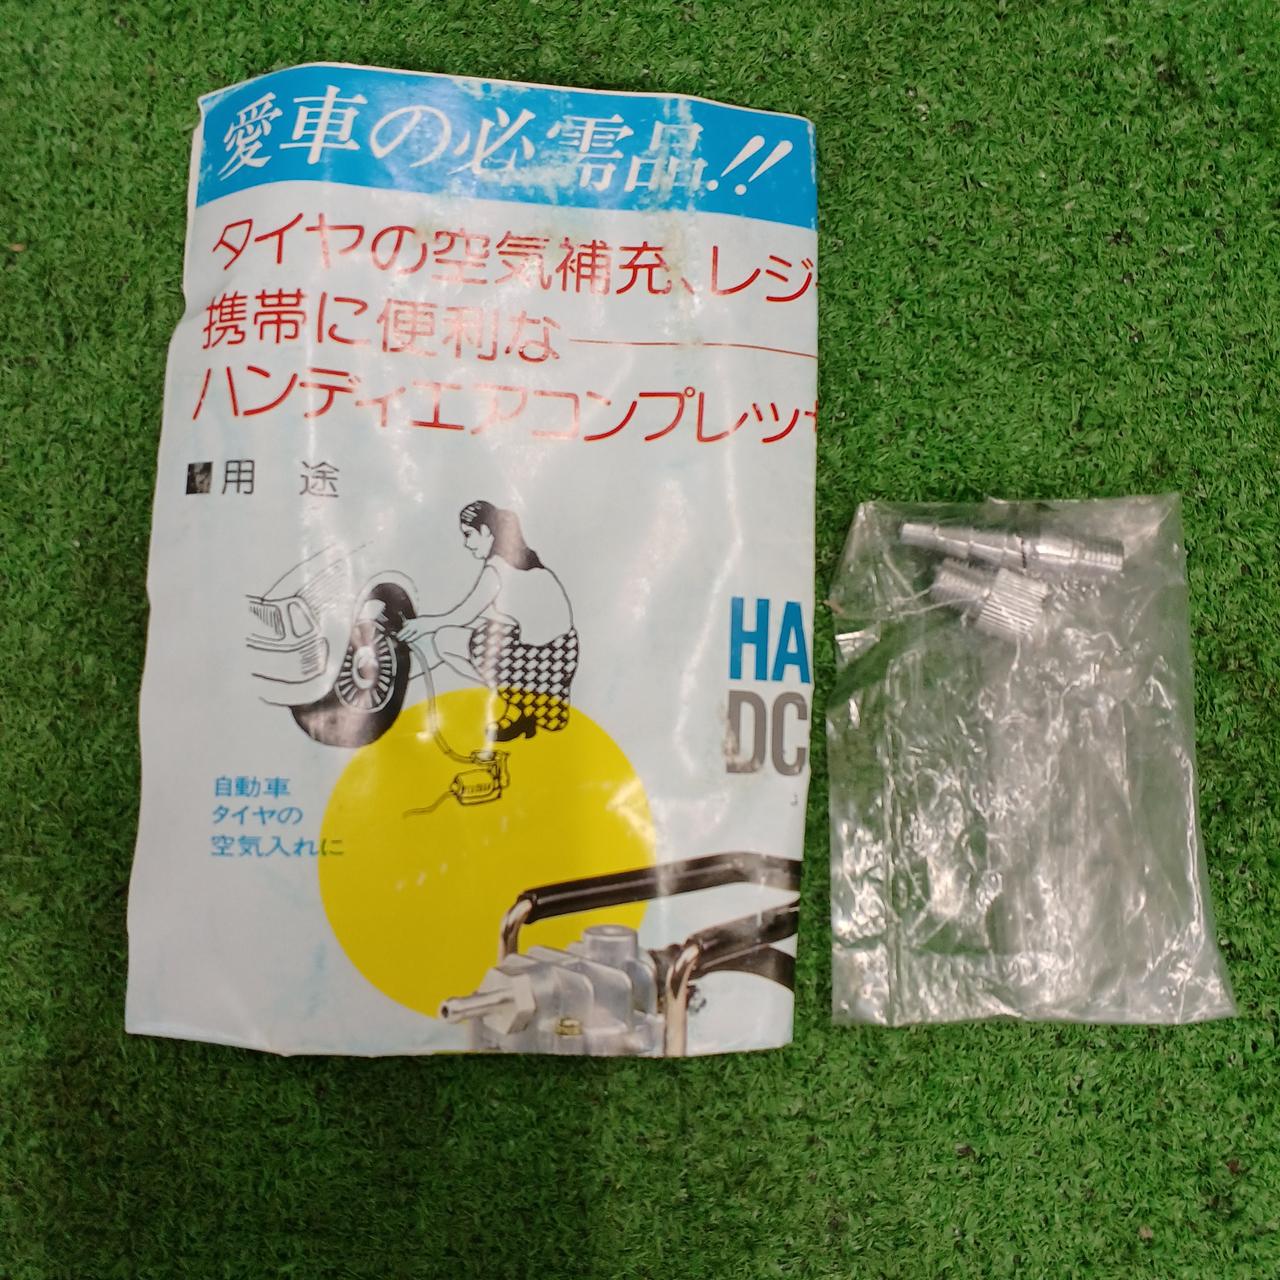 愛車の必需品!!
タイヤの空気補充、レジ
携帯に便利な
ハンディエアコンプレッサ
■用 途
HA
DC
自動車
タイヤの
空気入れに